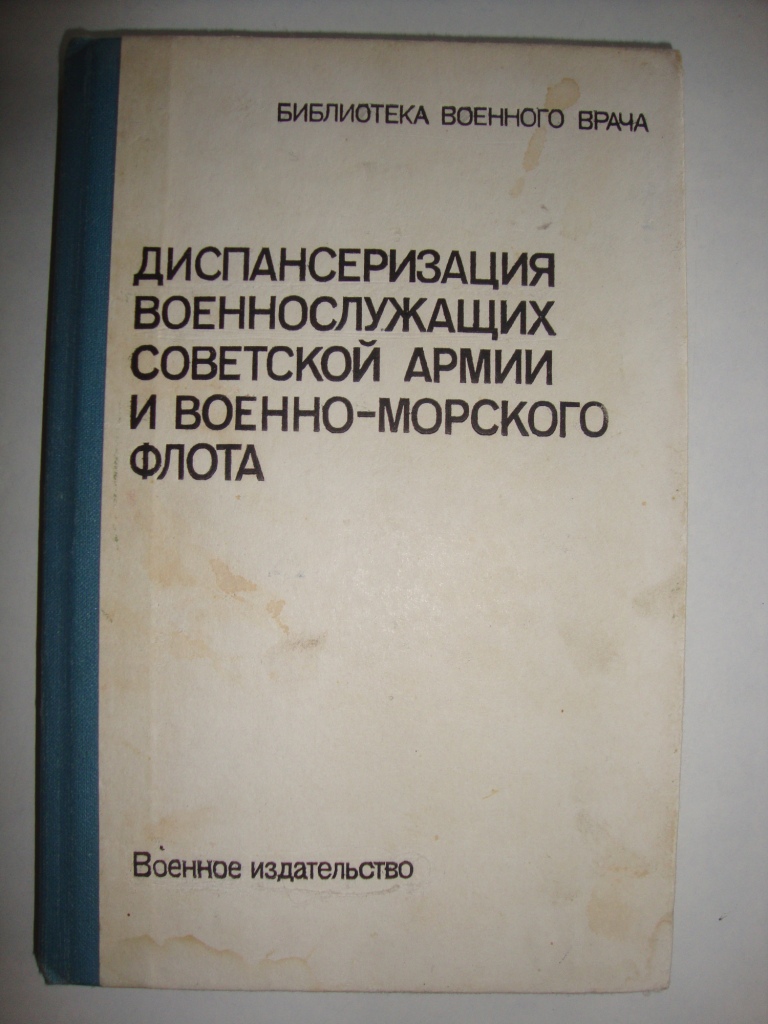 БИБЛИОТЕКА ВОЕННОГО ВРАЧА
ДИСПАНСЕРИЗАЦИЯ
ВОЕННОСЛУЖАЩИХ
СОВЕТСКОЙ АРМИИ
И ВОЕННО-МОРСКОГО
ФЛОТА
Военное издательство